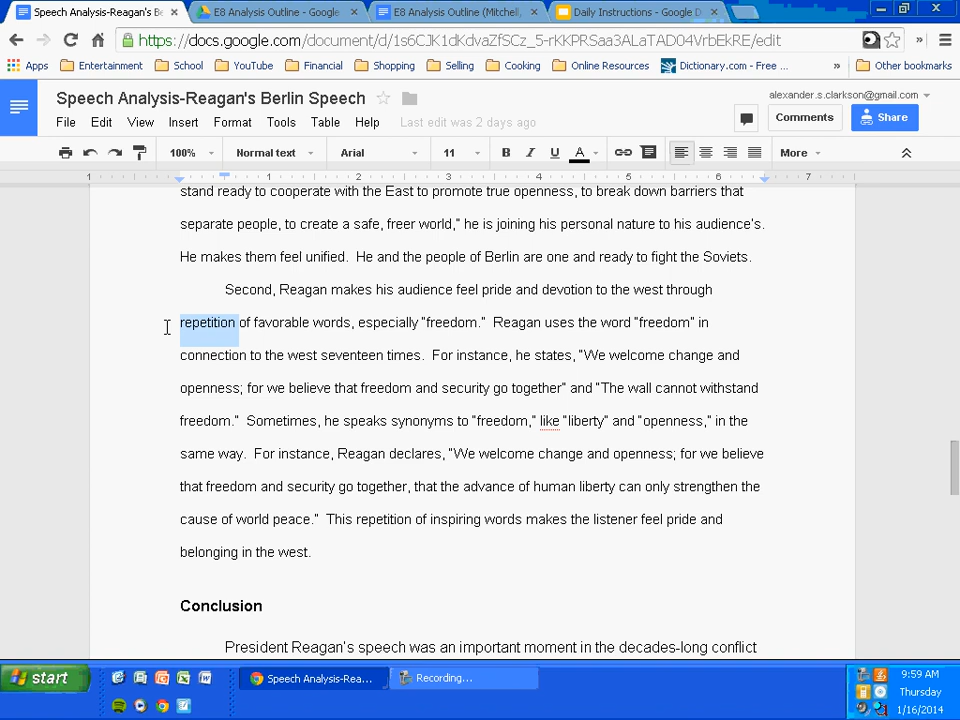 Speech Analysis-Reagan's Be
E8 Analysis Outline - Google
E8 Analysis Outline (Mitchell,
Daily Instructions - Google D
https://docs.google.com/document/d/1s6CJK1dKdvaZfSCz_5-rKKPRSaa3ALaTAD04VrbEkRE/edit
Apps Entertainment School YouTube Financial Shopping Selling Cooking Online Resources Dictionary.com - Free ... » Other bookmarks
Speech Analysis-Reagan's Berlin Speech
alexander.s.clarkson@gmail.com
File Edit View Insert Format Tools Table Help Last edit was 2 days ago
Comments Share
100% Normal text Arial 11 B I U A More
1 1 2 3 4 5 6 7
stand ready to cooperate with the East to promote true openness, to break down barriers that
separate people, to create a safe, freer world," he is joining his personal nature to his audience's.
He makes them feel unified.  He and the people of Berlin are one and ready to fight the Soviets.
Second, Reagan makes his audience feel pride and devotion to the west through
repetition of favorable words, especially "freedom."  Reagan uses the word "freedom" in
connection to the west seventeen times.  For instance, he states, "We welcome change and
openness; for we believe that freedom and security go together" and "The wall cannot withstand
freedom."  Sometimes, he speaks synonyms to "freedom," like "liberty" and "openness," in the
same way.  For instance, Reagan declares, "We welcome change and openness; for we believe
that freedom and security go together, that the advance of human liberty can only strengthen the
cause of world peace."  This repetition of inspiring words makes the listener feel pride and
belonging in the west.
Conclusion
President Reagan's speech was an important moment in the decades-long conflict
start
Speech Analysis-Rea...
Recording...
9:59 AM
Thursday
1/16/2014